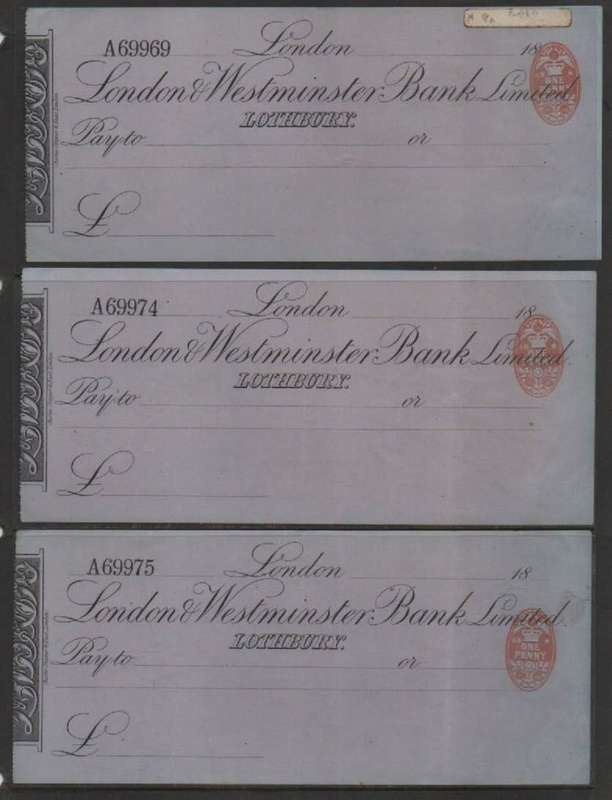 A69969 London 18
London & Westminster Bank Limited.
LOTHBURY.
Pay to or
£
ONE
A69974 London 18
London & Westminster Bank Limited.
LOTHBURY.
Pay to or
£
A69975 London 18
London & Westminster Bank Limited.
LOTHBURY.
Pay to or
ONE
PENNY
£